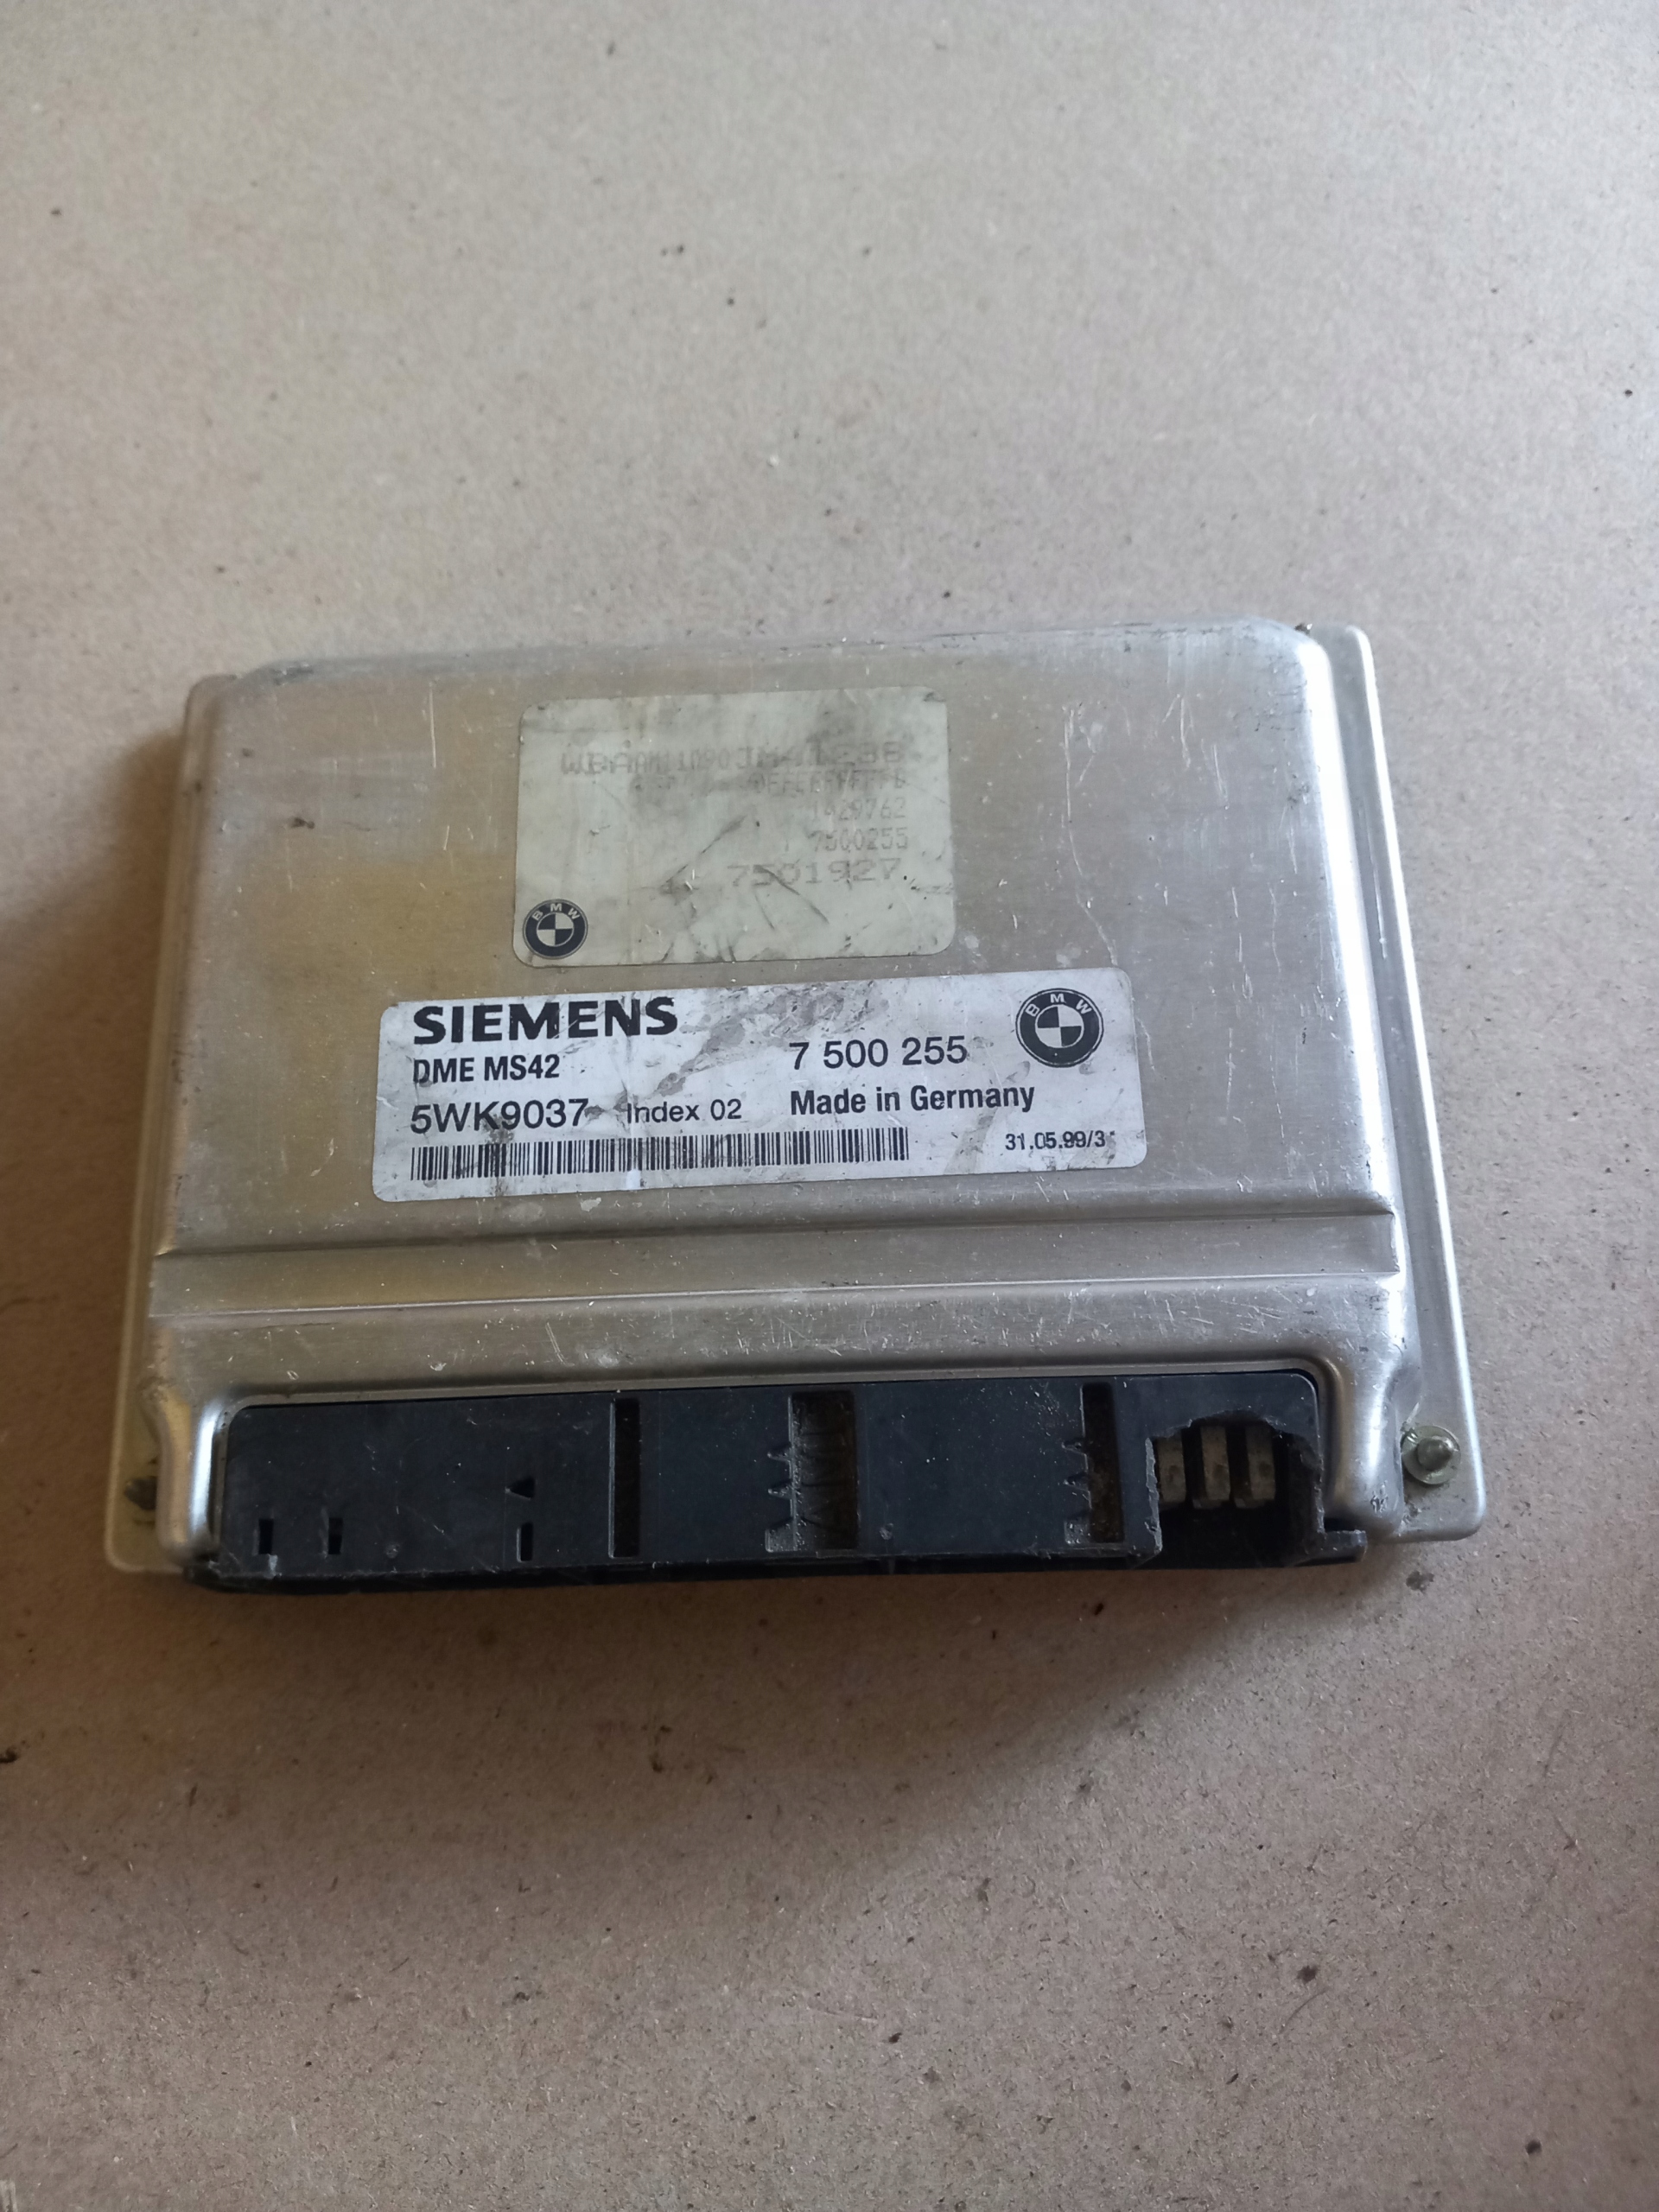 1429762
7500255
7501927
BMW
SIEMENS
BMW
DME MS42
7 500 255
5WK9037
Index 02
Made in Germany
31.05.99/3